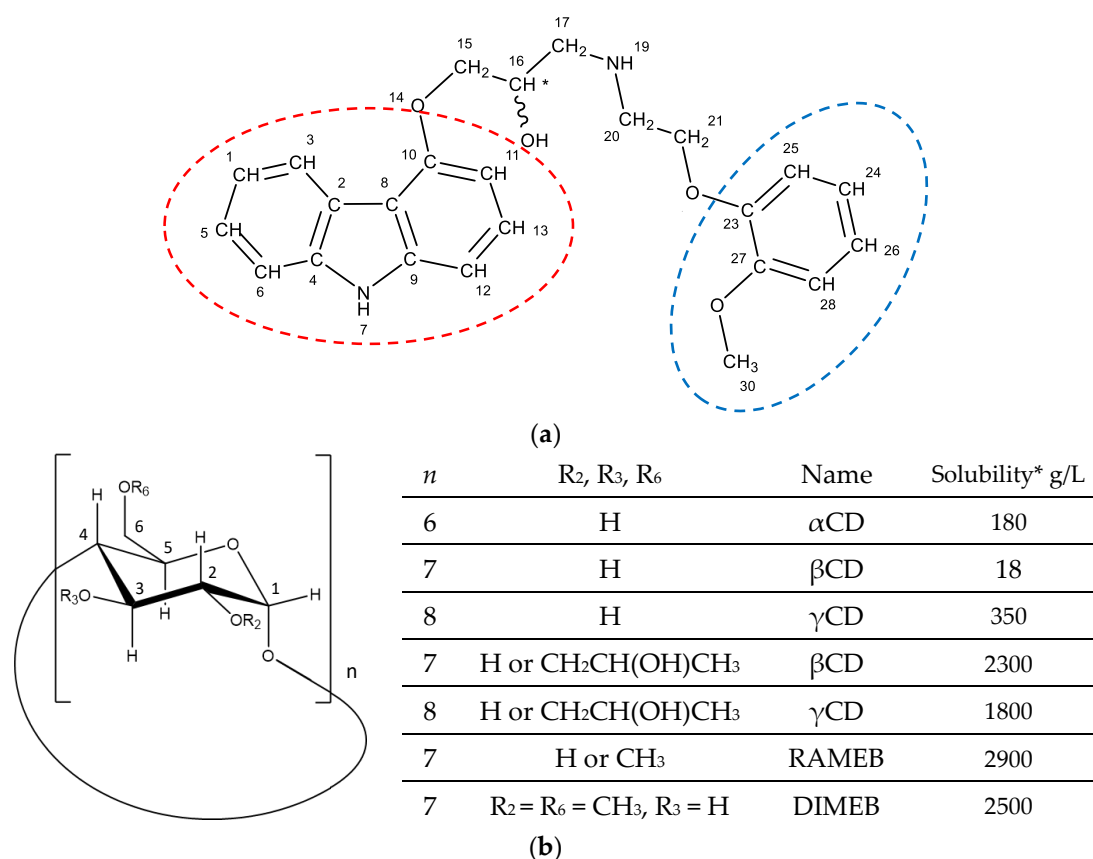 17
15
CH2
19
16
NH
CH2
CH
*
14
O
21
3
OH
CH2
CH2
25
20
1
10
11
CH
CH
C
CH
CH
24
CH
2
8
O
CH
C
C
23
C
5
CH
CH
13
CH
26
C
C
27
C
CH
CH
4
9
CH
28
6
N
12
O
H
7
CH3
30
(a)
n R2, R3, R6 Name Solubility* g/L
6 H αCD 180
7 H βCD 18
8 H γCD 350
7 H or CH2CH(OH)CH3 βCD 2300
8 H or CH2CH(OH)CH3 γCD 1800
7 H or CH3 RAMEB 2900
7 R2 = R6 = CH3, R3 = H DIMEB 2500
OR6
H
6
4
H
5
O
2
R3O
1
3
H
H
OR2
H
O
n
(b)